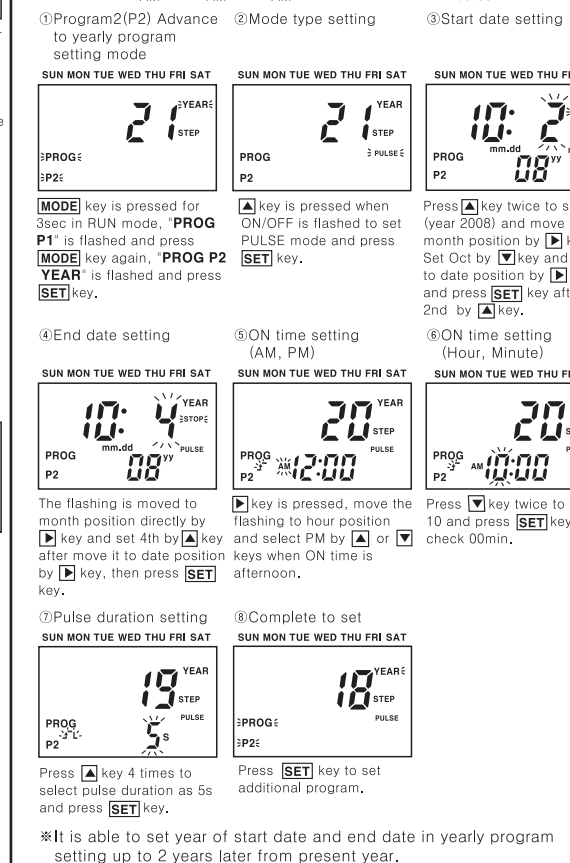 ①Program2(P2) Advance
to yearly program
setting mode
SUN MON TUE WED THU FRI SAT
21
YEAR
STEP
PROG
P2
MODE key is pressed for
3sec in RUN mode, "PROG
P1" is flashed and press
MODE key again, "PROG P2
YEAR" is flashed and press
SET key.
②Mode type setting
SUN MON TUE WED THU FRI SAT
21
YEAR
STEP
PULSE
PROG
P2
▲ key is pressed when
ON/OFF is flashed to set
PULSE mode and press
SET key.
③Start date setting
SUN MON TUE WED THU
10: 2
mm.dd
PROG
P2
08 yy
Press ▲ key twice to
(year 2008) and move
month position by ▶
Set Oct by ▼ key and
to date position by ▶
and press SET key
2nd by ▲ key.
④End date setting
SUN MON TUE WED THU FRI SAT
10: 4
YEAR
STOP
mm.dd
PULSE
PROG
P2
08 yy
The flashing is moved to
month position directly by
▶ key and set 4th by ▲ key
after move it to date position
by ▶ key, then press SET
key.
⑤ON time setting
(AM, PM)
SUN MON TUE WED THU FRI SAT
20
YEAR
STEP
PULSE
PROG
P2
AM 12:00
▶ key is pressed, move the
flashing to hour position
and select PM by ▲ or ▼
keys when ON time is
afternoon.
⑥ON time setting
(Hour, Minute)
SUN MON TUE WED THU
20
PROG
P2
AM 10:00
Press ▼ key twice to
10 and press SET key
check 00min.
⑦Pulse duration setting
SUN MON TUE WED THU FRI SAT
19
YEAR
STEP
PULSE
PROG
P2
5s
Press ▲ key 4 times to
select pulse duration as 5s
and press SET key.
⑧Complete to set
SUN MON TUE WED THU FRI SAT
18
YEAR
STEP
PULSE
PROG
P2
Press SET key to set
additional program.
※It is able to set year of start date and end date in yearly program
setting up to 2 years later from present year.